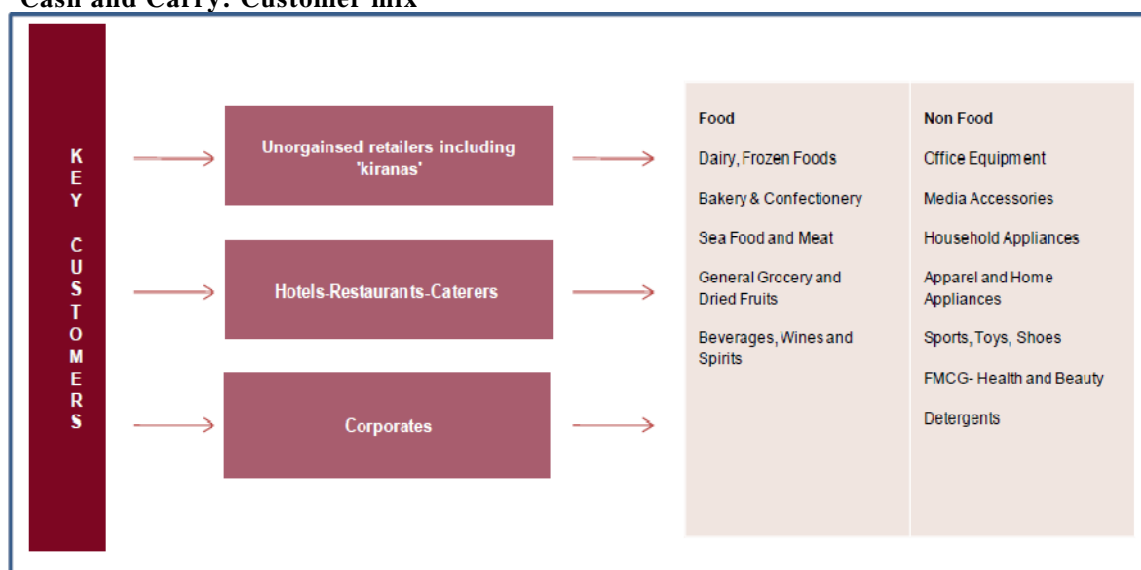 Cash and Carry: Customer mix
KEY CUSTOMERS
Unorgainsed retailers including
'kiranas'
Hotels-Restaurants-Caterers
Corporates
Food
Dairy, Frozen Foods
Bakery & Confectionery
Sea Food and Meat
General Grocery and
Dried Fruits
Beverages, Wines and
Spirits
Non Food
Office Equipment
Media Accessories
Household Appliances
Apparel and Home
Appliances
Sports, Toys, Shoes
FMCG- Health and Beauty
Detergents